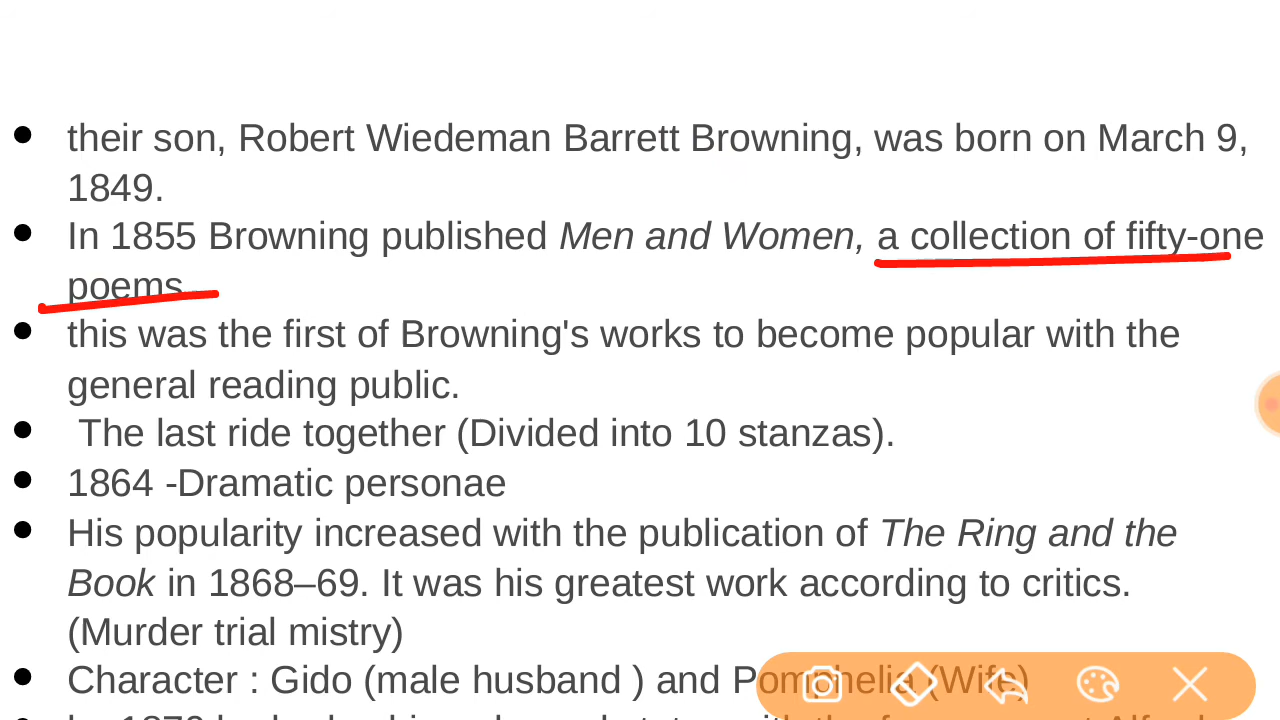 their son, Robert Wiedeman Barrett Browning, was born on March 9,
1849.
In 1855 Browning published Men and Women, a collection of fifty-one
poems.
this was the first of Browning's works to become popular with the
general reading public.
The last ride together (Divided into 10 stanzas).
1864 -Dramatic personae
His popularity increased with the publication of The Ring and the
Book in 1868–69. It was his greatest work according to critics.
(Murder trial mistry)
Character : Gido (male husband ) and Pomphelia (Wife)